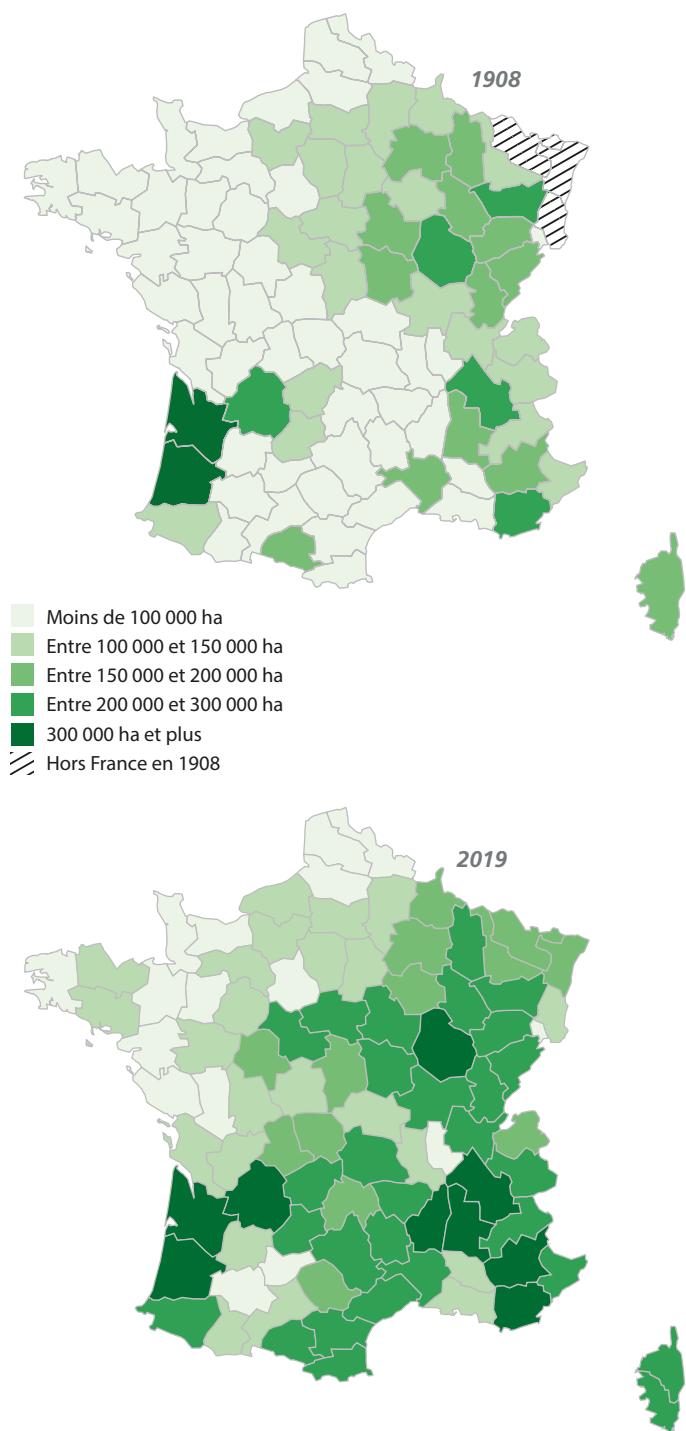 1908
Moins de 100 000 ha
Entre 100 000 et 150 000 ha
Entre 150 000 et 200 000 ha
Entre 200 000 et 300 000 ha
300 000 ha et plus
Hors France en 1908
2019